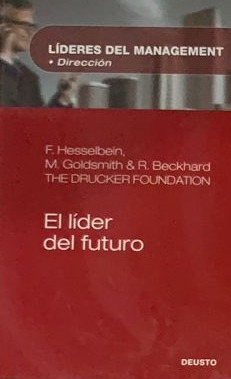 LÍDERES DEL MANAGEMENT
• Dirección
F. Hesselbein,
M. Goldsmith & R. Beckhard
THE DRUCKER FOUNDATION
El líder
del futuro
DEUSTO